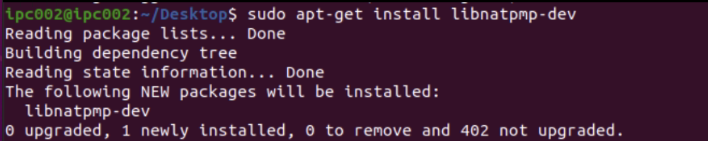 ipc002@ipc002:~/Desktop$ sudo apt-get install libnatpmp-dev
Reading package lists... Done
Building dependency tree
Reading state information... Done
The following NEW packages will be installed:
  libnatpmp-dev
0 upgraded, 1 newly installed, 0 to remove and 402 not upgraded.